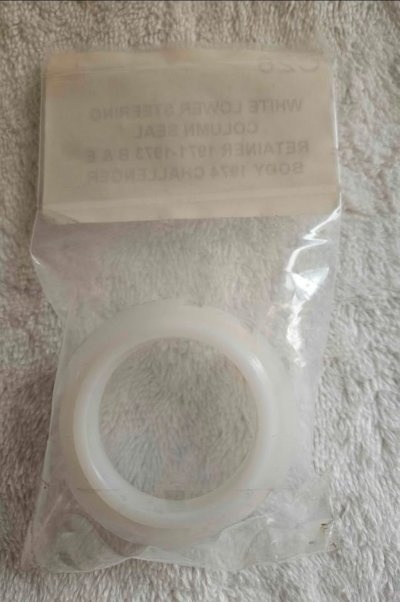 WHITE LOWER STEERING
COLUMN SEAL
RETAINER 1971-1973 B & E
BODY 1974 CHALLENGER